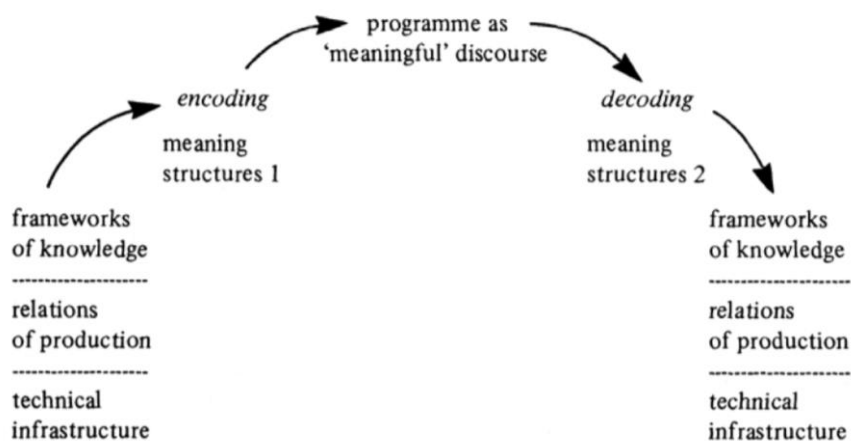 programme as
‘meaningful’ discourse
encoding
meaning
structures 1
decoding
meaning
structures 2
frameworks
of knowledge
relations
of production
technical
infrastructure
frameworks
of knowledge
relations
of production
technical
infrastructure